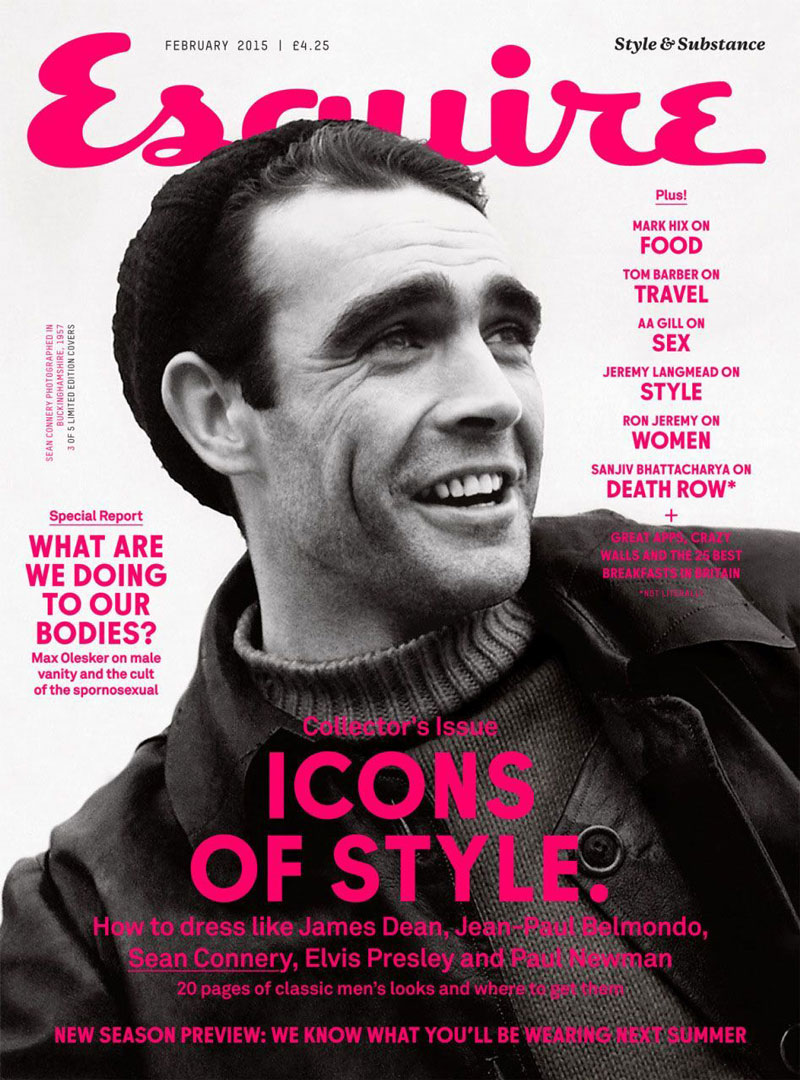 FEBRUARY 2015 | £4.25
Style & Substance
Esquire
Plus!
MARK HIX ON
FOOD
TOM BARBER ON
TRAVEL
AA GILL ON
SEX
JEREMY LANGMEAD ON
STYLE
RON JEREMY ON
WOMEN
SANJIV BHATTACHARYA ON
DEATH ROW*
+
GREAT APPS, CRAZY
WALLS AND THE 25 BEST
BREAKFASTS IN BRITAIN
*NOT LITERALLY
SEAN CONNERY PHOTOGRAPHED IN
BUCKINGHAMSHIRE, 1957
3 OF 5 LIMITED EDITION COVERS
Special Report
WHAT ARE
WE DOING
TO OUR
BODIES?
Max Olesker on male
vanity and the cult
of the spornosexual
Collector's Issue
ICONS
OF STYLE.
How to dress like James Dean, Jean-Paul Belmondo,
Sean Connery, Elvis Presley and Paul Newman
20 pages of classic men's looks and where to get them
NEW SEASON PREVIEW: WE KNOW WHAT YOU'LL BE WEARING NEXT SUMMER